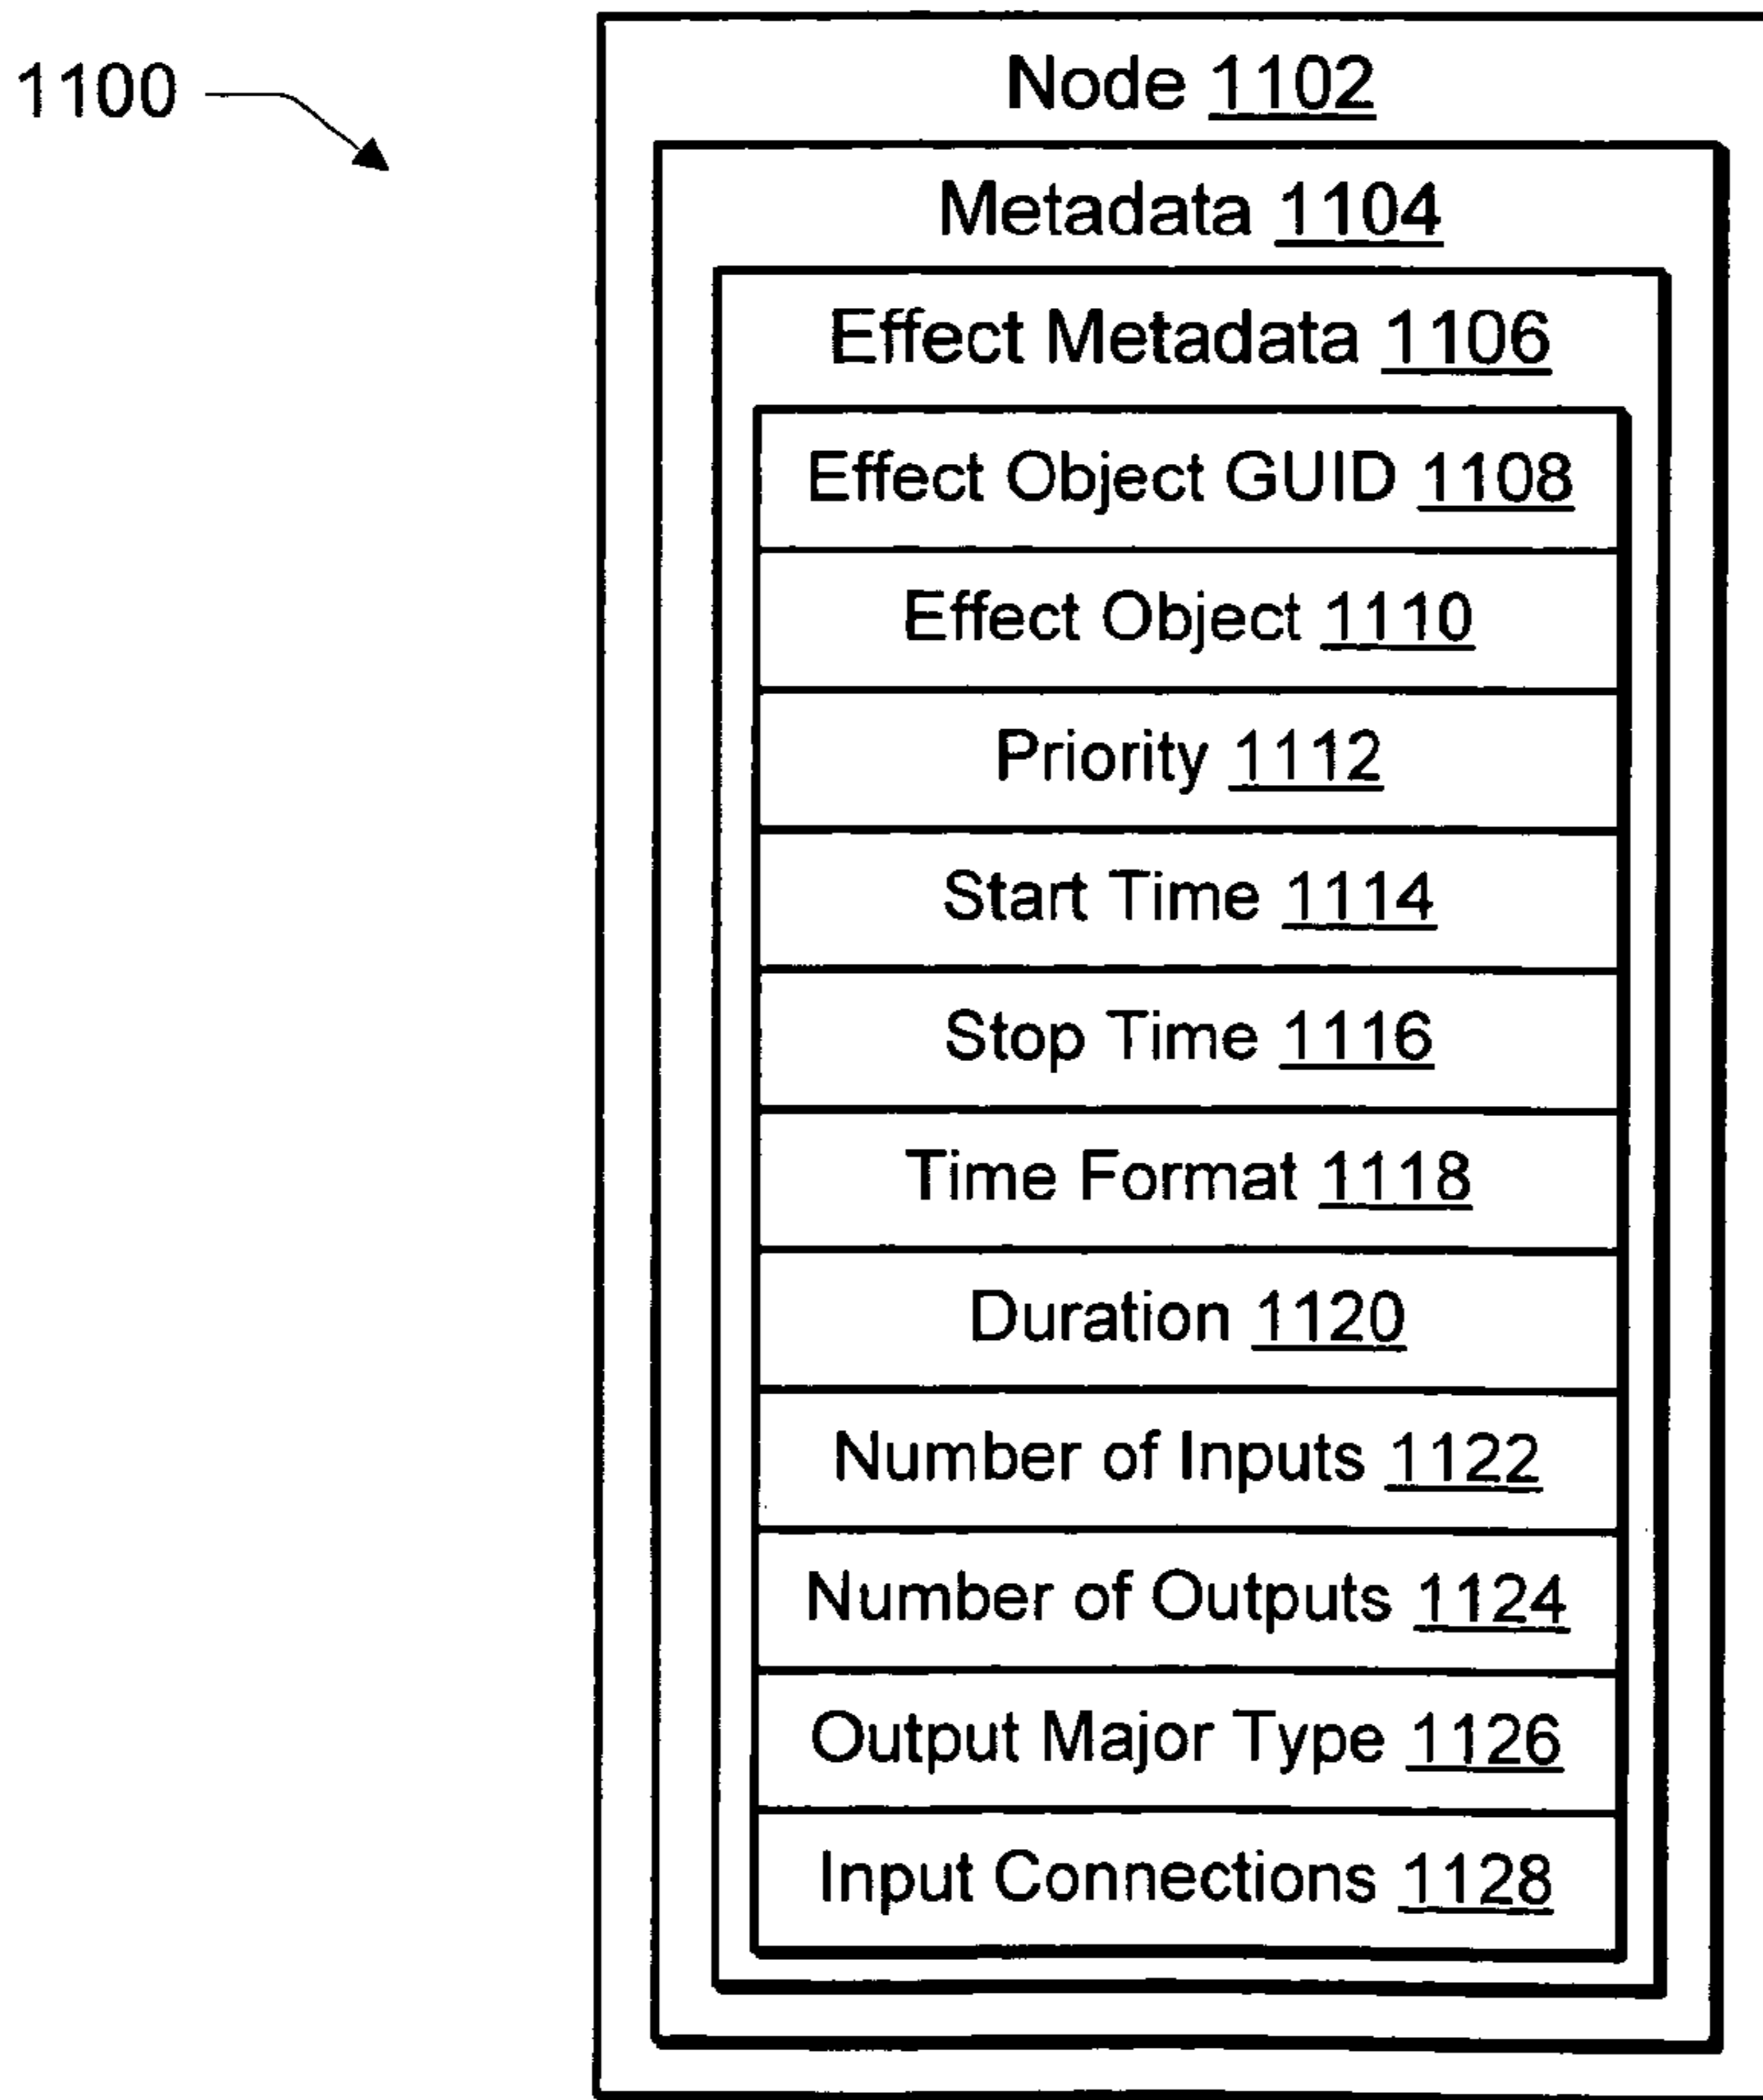 1100
Node 1102
Metadata 1104
Effect Metadata 1106
Effect Object GUID 1108
Effect Object 1110
Priority 1112
Start Time 1114
Stop Time 1116
Time Format 1118
Duration 1120
Number of Inputs 1122
Number of Outputs 1124
Output Major Type 1126
Input Connections 1128